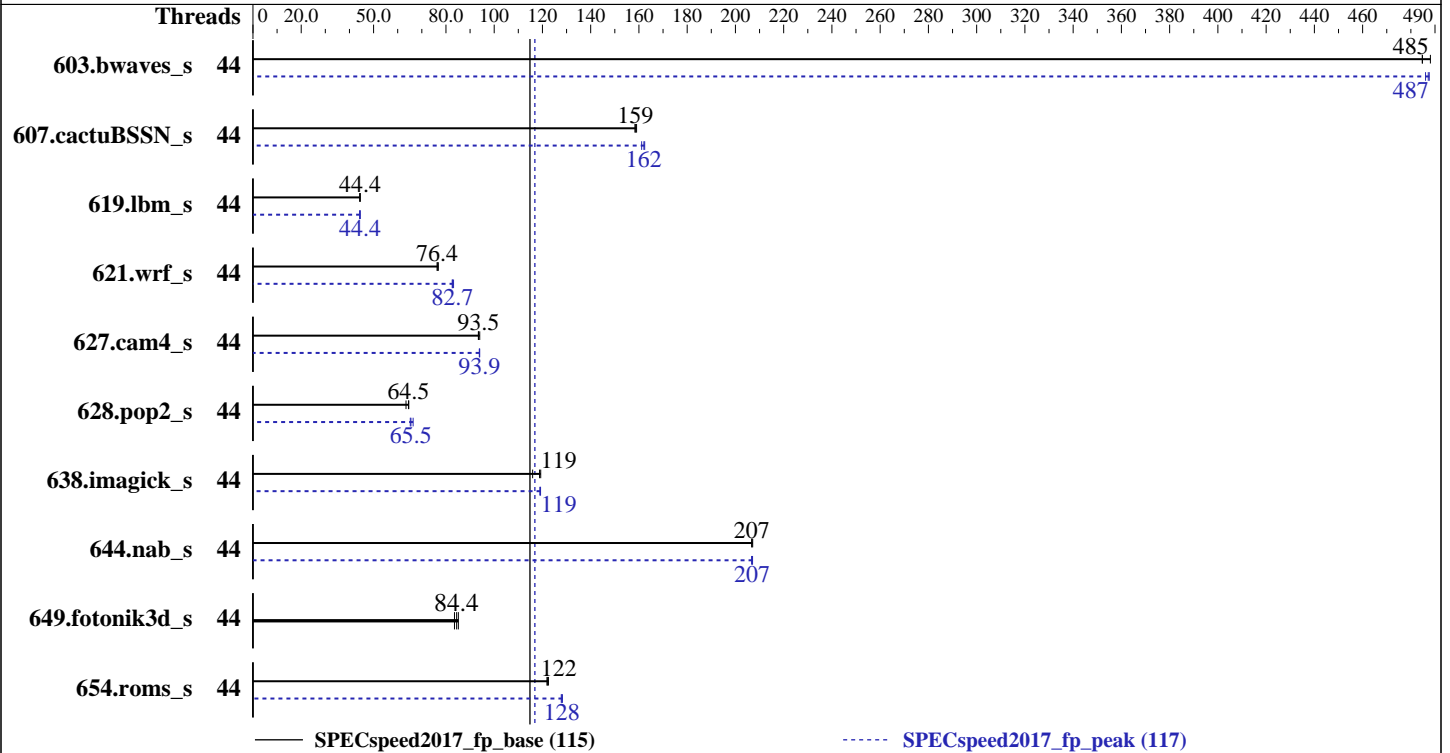 Threads 0 20.0 50.0 80.0 100 120 140 160 180 200 220 240 260 280 300 320 340 360 380 400 420 440 460 490
485
603.bwaves_s 44
487
159
607.cactuBSSN_s 44
162
44.4
619.lbm_s 44
44.4
76.4
621.wrf_s 44
82.7
93.5
627.cam4_s 44
93.9
64.5
628.pop2_s 44
65.5
119
638.imagick_s 44
119
207
644.nab_s 44
207
84.4
649.fotonik3d_s 44
122
654.roms_s 44
128
SPECspeed2017_fp_base (115) SPECspeed2017_fp_peak (117)